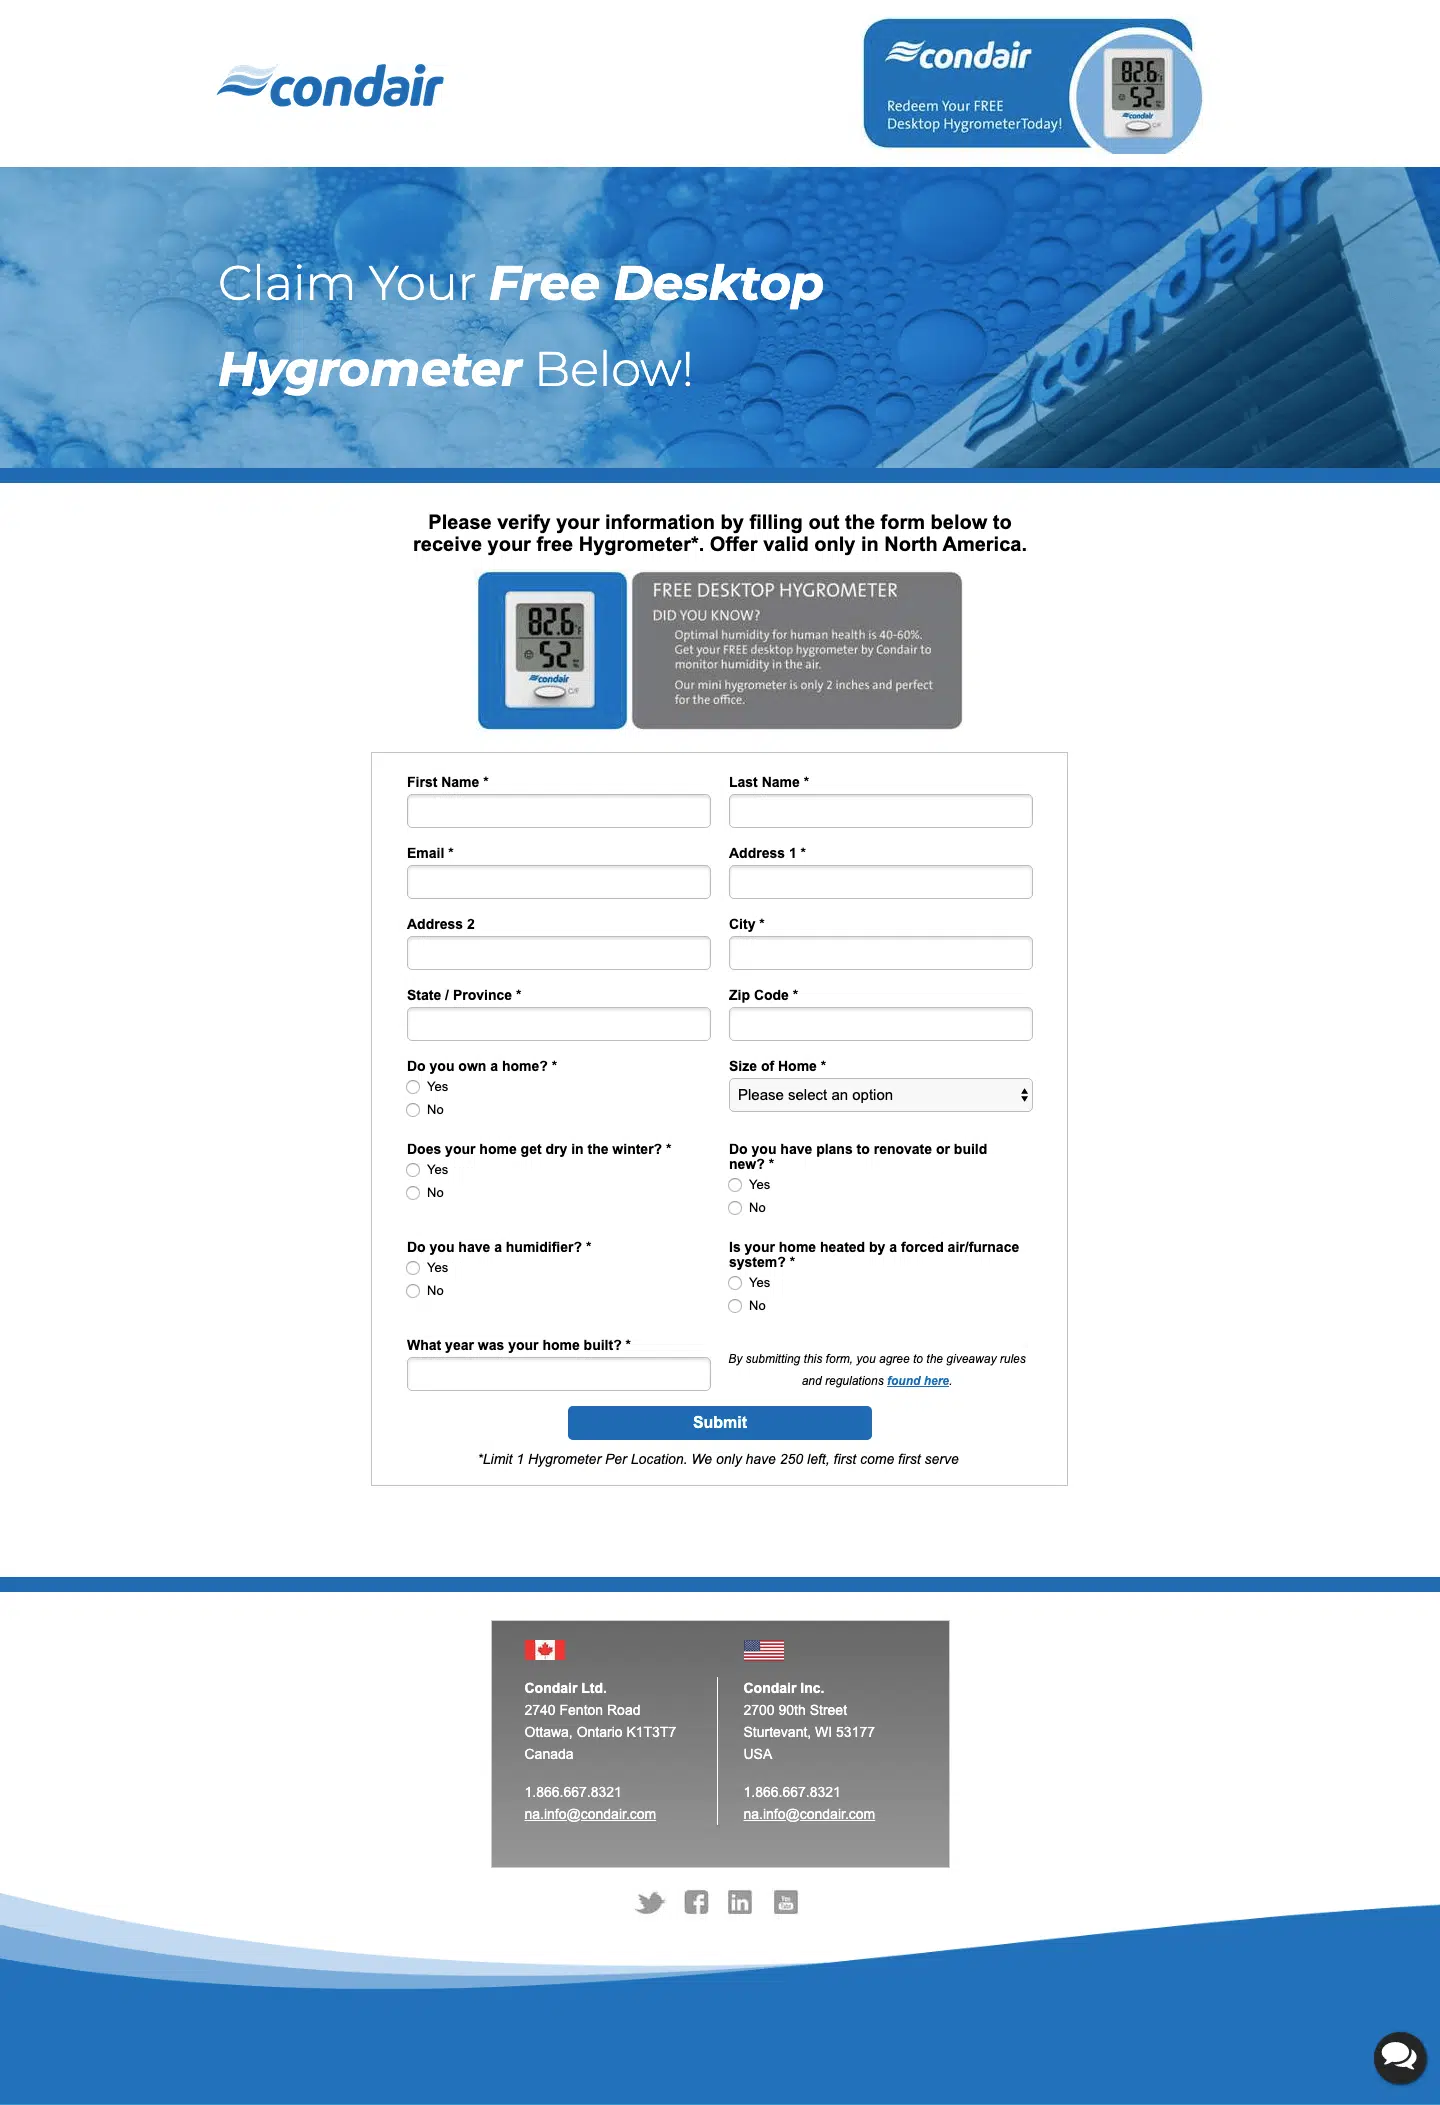 condair
condair
Redeem Your FREE
Desktop HygrometerToday!
82.6
52
condair
condair
Claim Your Free Desktop
Hygrometer Below!
Please verify your information by filling out the form below to
receive your free Hygrometer*. Offer valid only in North America.
82.6°F
52
condair
C/F
FREE DESKTOP HYGROMETER
DID YOU KNOW?
Optimal humidity for human health is 40-60%.
Get your FREE desktop hygrometer by Condair to
monitor humidity in the air.
Our mini hygrometer is only 2 inches and perfect
for the office.
First Name *
Last Name *
Email *
Address 1 *
Address 2
City *
State / Province *
Zip Code *
Do you own a home? *
Yes
No
Size of Home *
Please select an option
Does your home get dry in the winter? *
Yes
No
Do you have plans to renovate or build
new? *
Yes
No
Do you have a humidifier? *
Yes
No
Is your home heated by a forced air/furnace
system? *
Yes
No
What year was your home built? *
By submitting this form, you agree to the giveaway rules
and regulations found here.
Submit
*Limit 1 Hygrometer Per Location. We only have 250 left, first come first serve
Condair Ltd.
2740 Fenton Road
Ottawa, Ontario K1T3T7
Canada
1.866.667.8321
na.info@condair.com
Condair Inc.
2700 90th Street
Sturtevant, WI 53177
USA
1.866.667.8321
na.info@condair.com